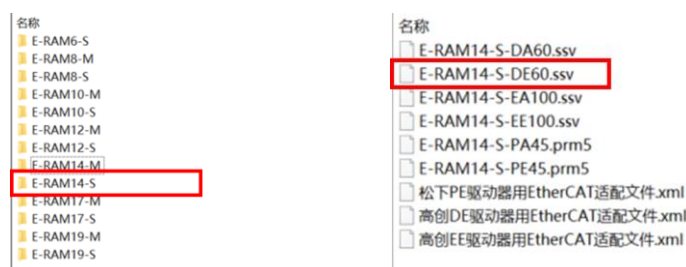 名称
E-RAM6-S
E-RAM8-M
E-RAM8-S
E-RAM10-M
E-RAM10-S
E-RAM12-M
E-RAM12-S
E-RAM14-M
E-RAM14-S
E-RAM17-M
E-RAM17-S
E-RAM19-M
E-RAM19-S
名称
E-RAM14-S-DA60.ssv
E-RAM14-S-DE60.ssv
E-RAM14-S-EA100.ssv
E-RAM14-S-EE100.ssv
E-RAM14-S-PA45.prm5
E-RAM14-S-PE45.prm5
松下PE驱动器用EtherCAT适配文件.xml
高创DE驱动器用EtherCAT适配文件.xml
高创EE驱动器用EtherCAT适配文件.xml